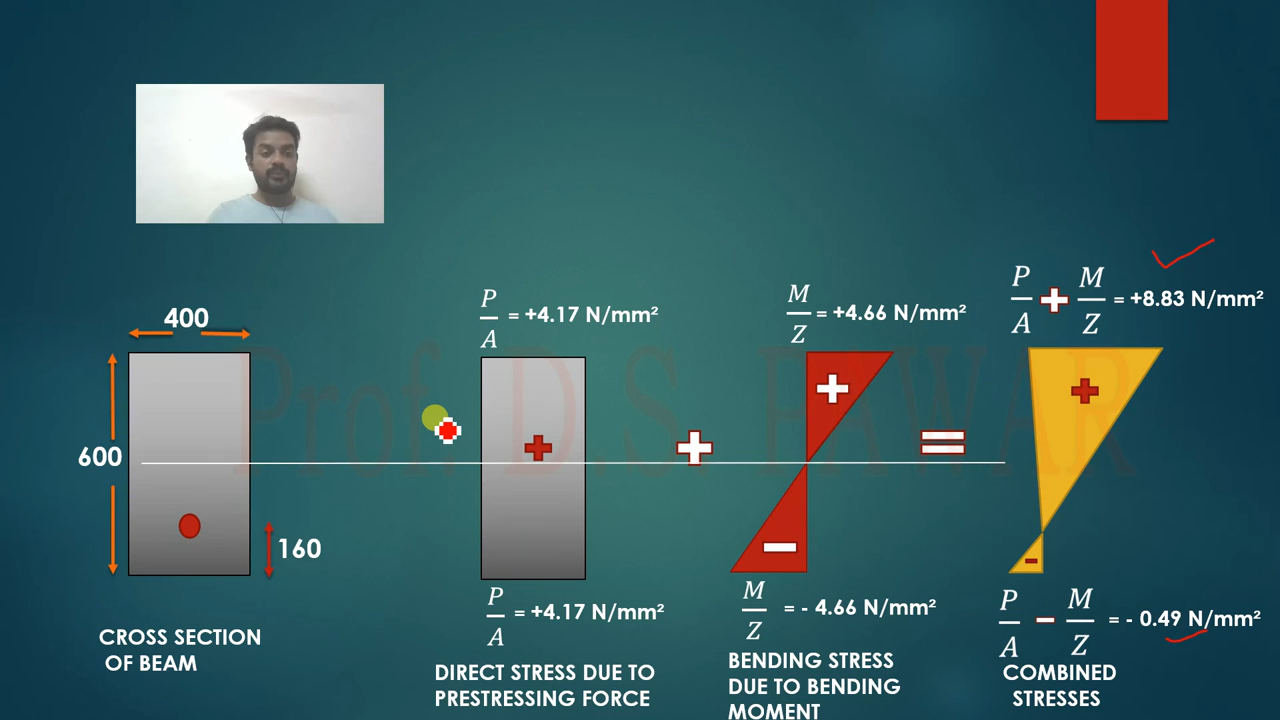 400
600
160
CROSS SECTION
OF BEAM
P/A = +4.17 N/mm²
P/A = +4.17 N/mm²
DIRECT STRESS DUE TO
PRESTRESSING FORCE
M/Z = +4.66 N/mm²
+
-
M/Z = - 4.66 N/mm²
BENDING STRESS
DUE TO BENDING
MOMENT
P/A + M/Z = +8.83 N/mm²
+
-
P/A - M/Z = - 0.49 N/mm²
COMBINED
STRESSES
+
+
=
Prof. D.S. PAWAR